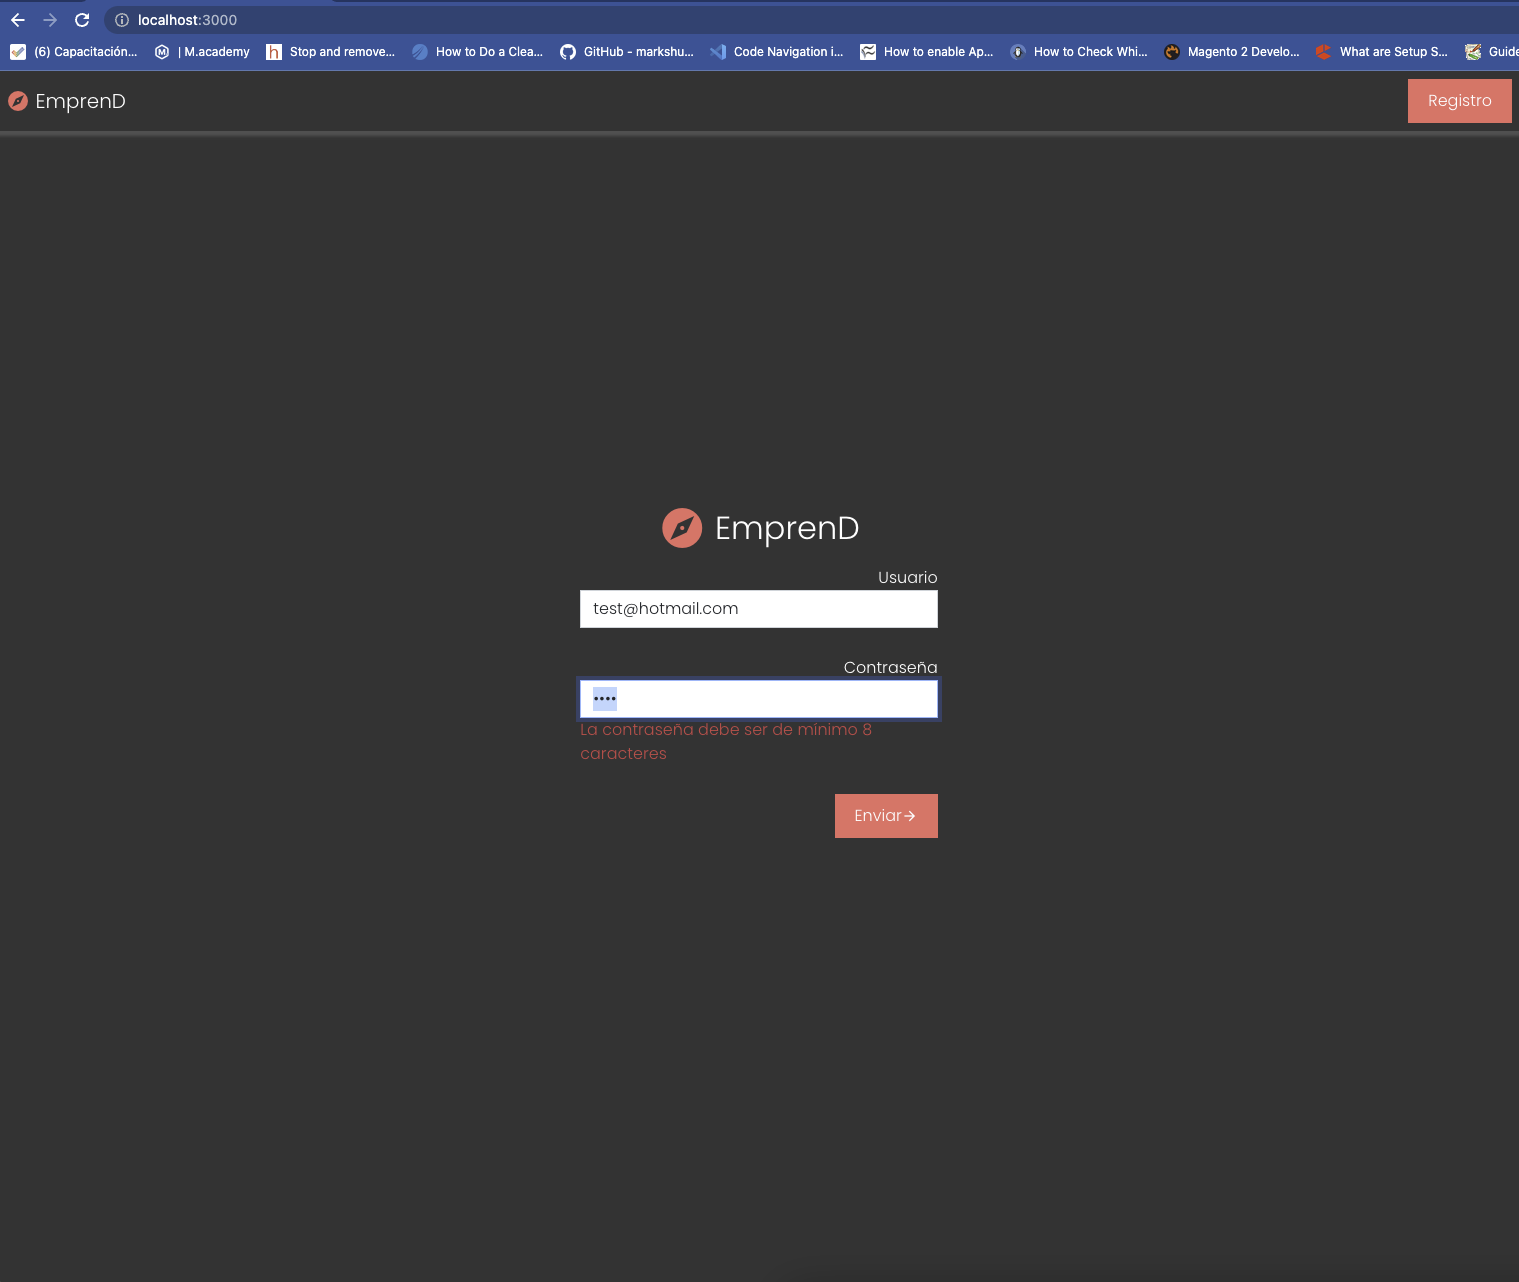 localhost:3000
(6) Capacitación...
| M.academy
Stop and remove...
How to Do a Clea...
GitHub - markshu...
Code Navigation i...
How to enable Ap...
How to Check Whi...
Magento 2 Develo...
What are Setup S...
Guide
EmprenD
Registro
EmprenD
Usuario
test@hotmail.com
Contraseña
••••
La contraseña debe ser de mínimo 8
caracteres
Enviar→